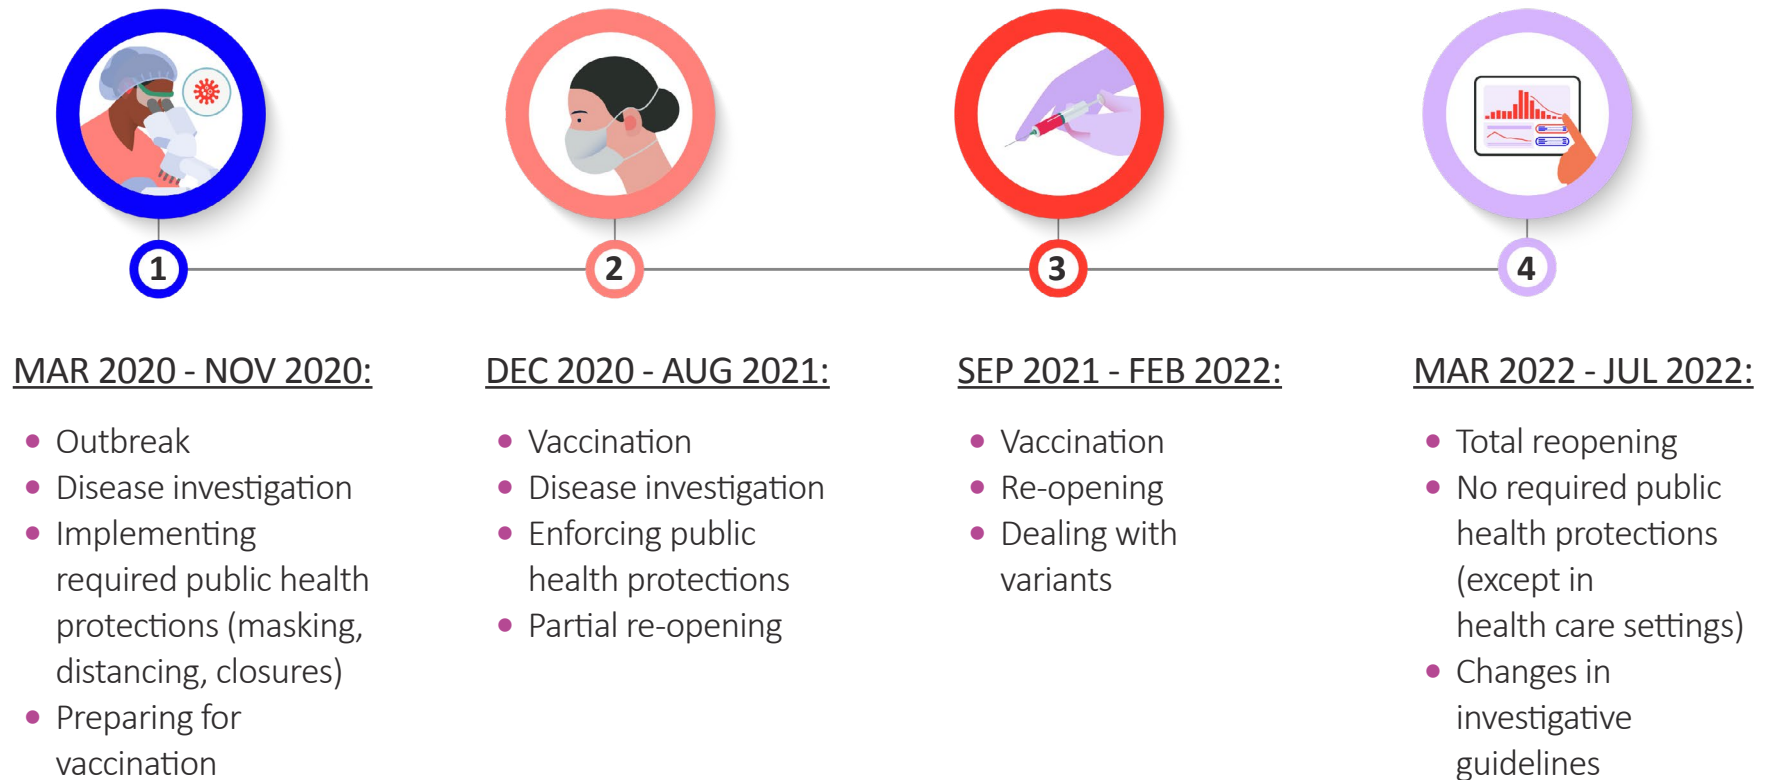 1
2
3
4
MAR 2020 - NOV 2020:
• Outbreak
• Disease investigation
• Implementing
required public health
protections (masking,
distancing, closures)
• Preparing for
vaccination
DEC 2020 - AUG 2021:
• Vaccination
• Disease investigation
• Enforcing public
health protections
• Partial re-opening
SEP 2021 - FEB 2022:
• Vaccination
• Re-opening
• Dealing with
variants
MAR 2022 - JUL 2022:
• Total reopening
• No required public
health protections
(except in
health care settings)
• Changes in
investigative
guidelines